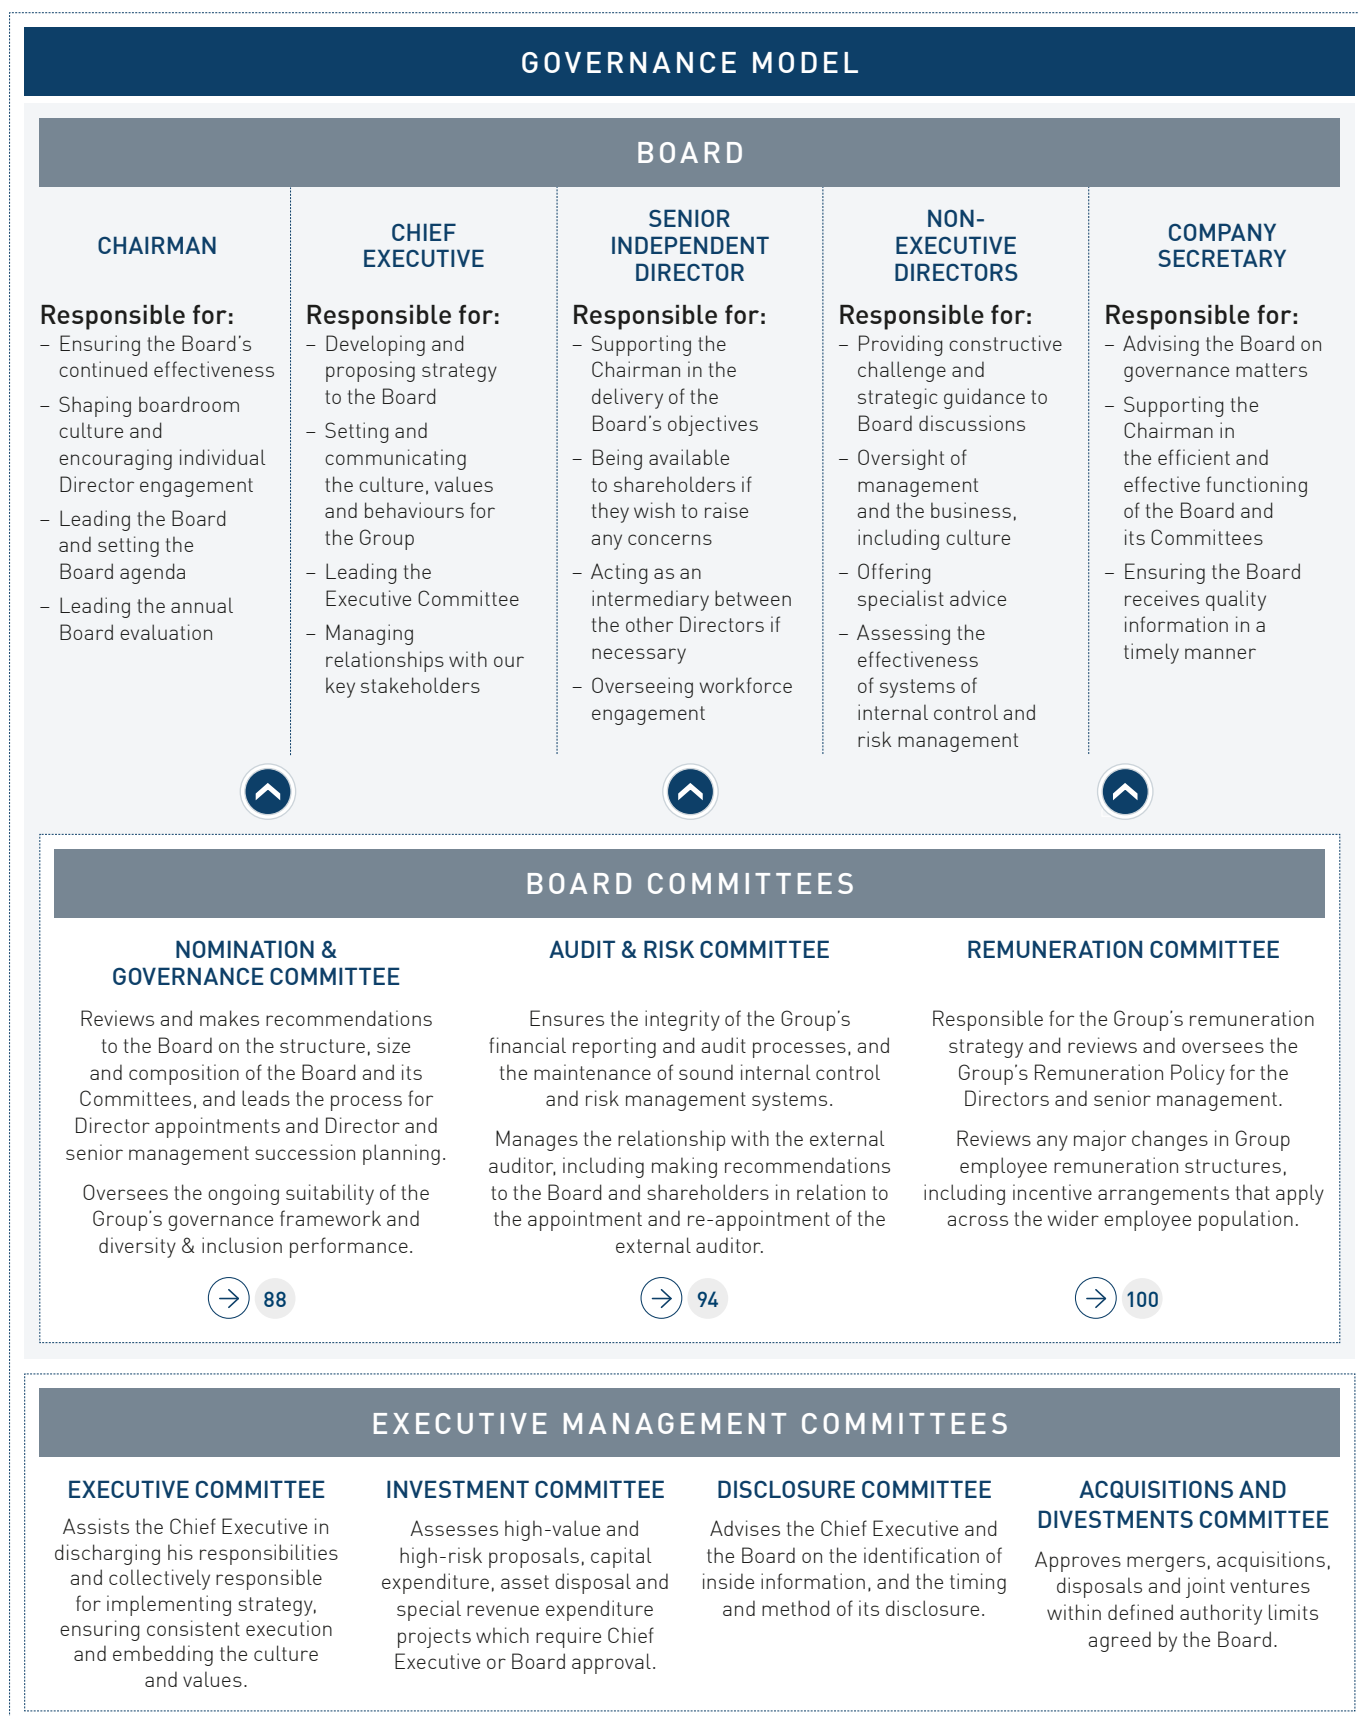 GOVERNANCE MODEL
BOARD
CHAIRMAN
Responsible for:
– Ensuring the Board's
continued effectiveness
– Shaping boardroom
culture and
encouraging individual
Director engagement
– Leading the Board
and setting the
Board agenda
– Leading the annual
Board evaluation
CHIEF
EXECUTIVE
Responsible for:
– Developing and
proposing strategy
to the Board
– Setting and
communicating
the culture, values
and behaviours for
the Group
– Leading the
Executive Committee
– Managing
relationships with our
key stakeholders
SENIOR
INDEPENDENT
DIRECTOR
Responsible for:
– Supporting the
Chairman in the
delivery of the
Board's objectives
– Being available
to shareholders if
they wish to raise
any concerns
– Acting as an
intermediary between
the other Directors if
necessary
– Overseeing workforce
engagement
NON-
EXECUTIVE
DIRECTORS
Responsible for:
– Providing constructive
challenge and
strategic guidance to
Board discussions
– Oversight of
management
and the business,
including culture
– Offering
specialist advice
– Assessing the
effectiveness
of systems of
internal control and
risk management
COMPANY
SECRETARY
Responsible for:
– Advising the Board on
governance matters
– Supporting the
Chairman in
the efficient and
effective functioning
of the Board and
its Committees
– Ensuring the Board
receives quality
information in a
timely manner
BOARD COMMITTEES
NOMINATION &
GOVERNANCE COMMITTEE
Reviews and makes recommendations
to the Board on the structure, size
and composition of the Board and its
Committees, and leads the process for
Director appointments and Director and
senior management succession planning.
Oversees the ongoing suitability of the
Group's governance framework and
diversity & inclusion performance.
88
AUDIT & RISK COMMITTEE
Ensures the integrity of the Group's
financial reporting and audit processes, and
the maintenance of sound internal control
and risk management systems.
Manages the relationship with the external
auditor, including making recommendations
to the Board and shareholders in relation to
the appointment and re-appointment of the
external auditor.
94
REMUNERATION COMMITTEE
Responsible for the Group's remuneration
strategy and reviews and oversees the
Group's Remuneration Policy for the
Directors and senior management.
Reviews any major changes in Group
employee remuneration structures,
including incentive arrangements that apply
across the wider employee population.
100
EXECUTIVE MANAGEMENT COMMITTEES
EXECUTIVE COMMITTEE
Assists the Chief Executive in
discharging his responsibilities
and collectively responsible
for implementing strategy,
ensuring consistent execution
and embedding the culture
and values.
INVESTMENT COMMITTEE
Assesses high-value and
high-risk proposals, capital
expenditure, asset disposal and
special revenue expenditure
projects which require Chief
Executive or Board approval.
DISCLOSURE COMMITTEE
Advises the Chief Executive and
the Board on the identification of
inside information, and the timing
and method of its disclosure.
ACQUISITIONS AND
DIVESTMENTS COMMITTEE
Approves mergers, acquisitions,
disposals and joint ventures
within defined authority limits
agreed by the Board.